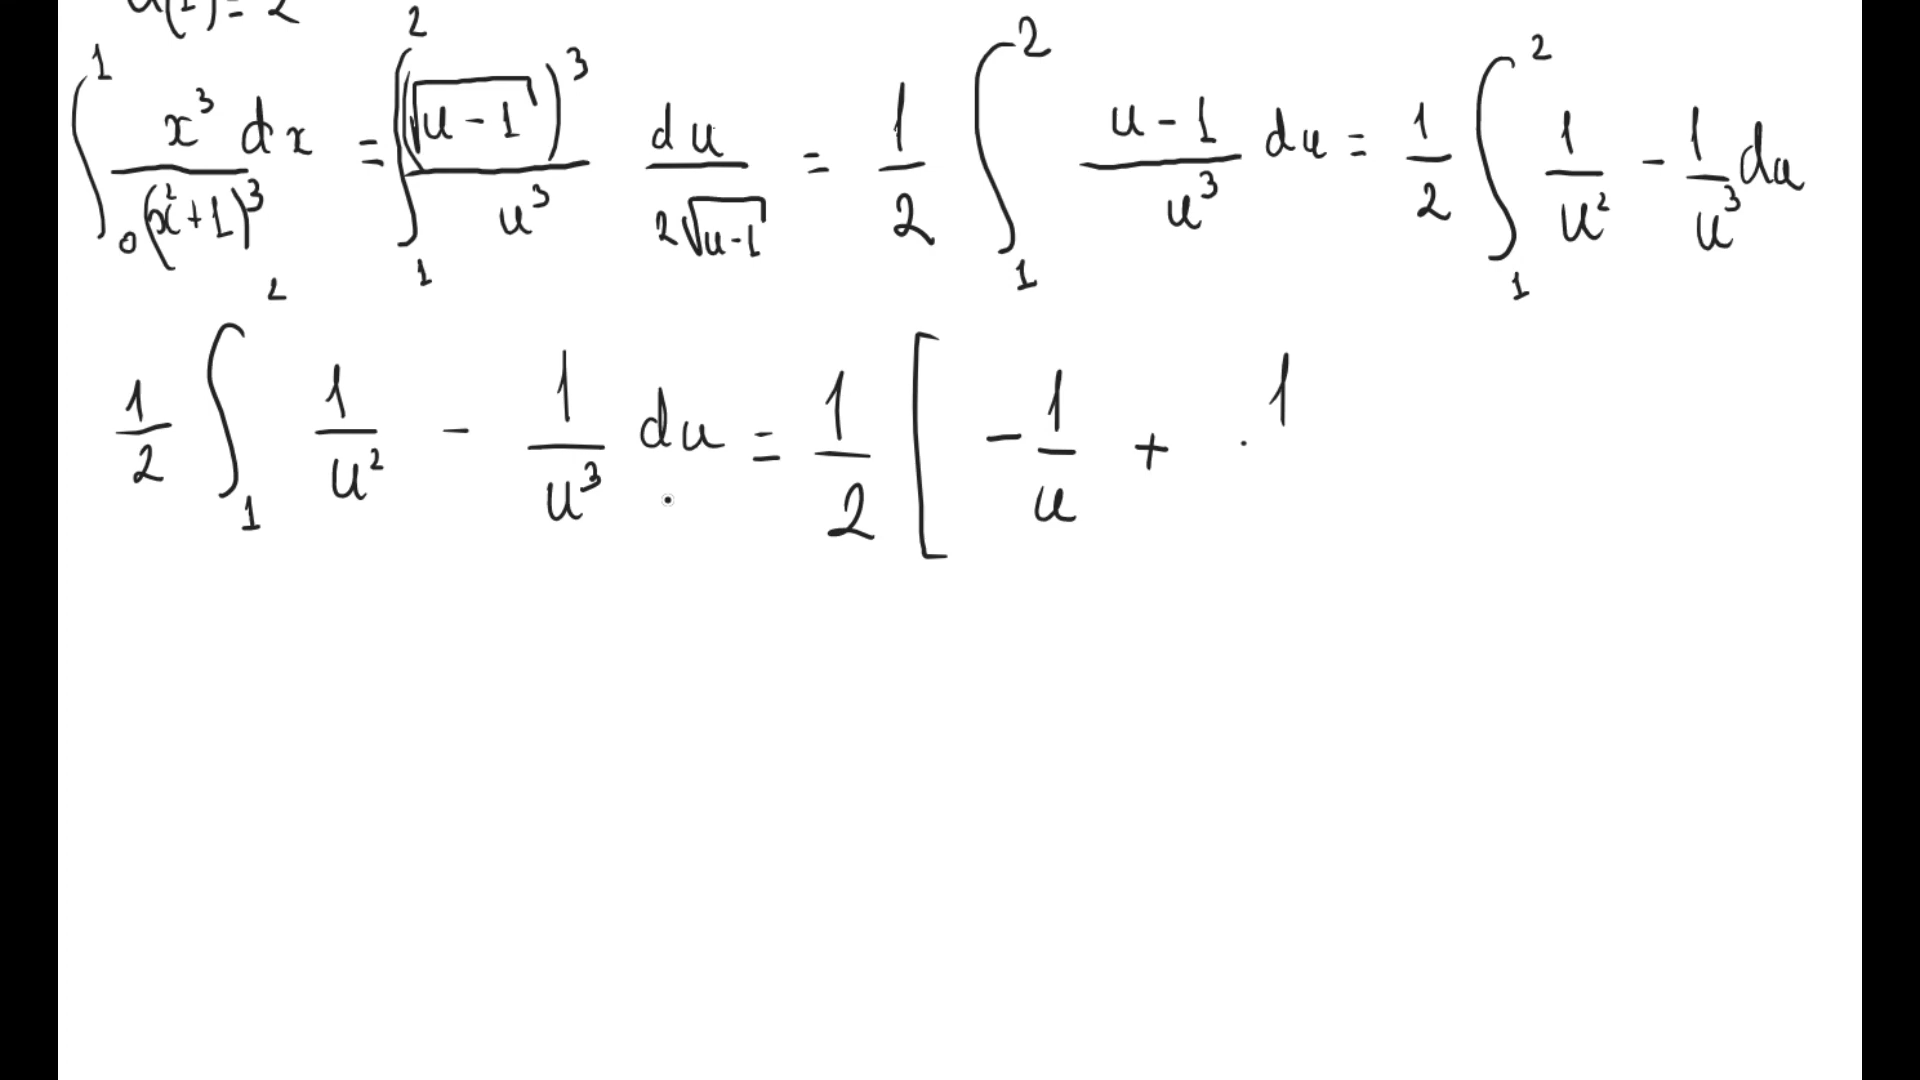 u(1) = 2
∫₀¹ x³ dx / (x²+1)³ = ∫₁² (√(u-1))³ / u³ du / 2√(u-1) = 1/2 ∫₁² (u-1)/u³ du = 1/2 ∫₁² 1/u² - 1/u³ du
1/2 ∫₁² 1/u² - 1/u³ du = 1/2 [ -1/u + 1